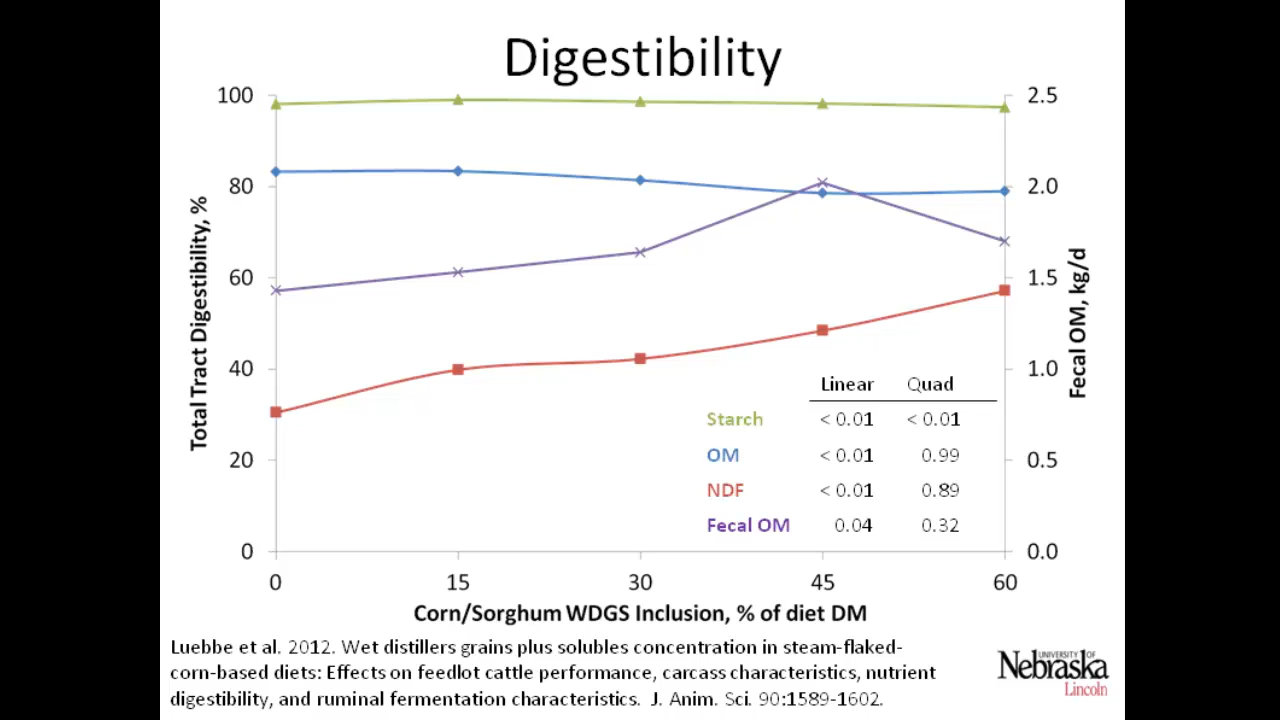 Digestibility
100
80
60
40
20
0
Total Tract Digestibility, %
2.5
2.0
1.5
1.0
0.5
0.0
Fecal OM, kg/d
Linear Quad
Starch < 0.01 < 0.01
OM < 0.01 0.99
NDF < 0.01 0.89
Fecal OM 0.04 0.32
0 15 30 45 60
Corn/Sorghum WDGS Inclusion, % of diet DM
Luebbe et al. 2012. Wet distillers grains plus solubles concentration in steam-flaked-
corn-based diets: Effects on feedlot cattle performance, carcass characteristics, nutrient
digestibility, and ruminal fermentation characteristics. J. Anim. Sci. 90:1589-1602.
UNIVERSITY OF
Nebraska
Lincoln